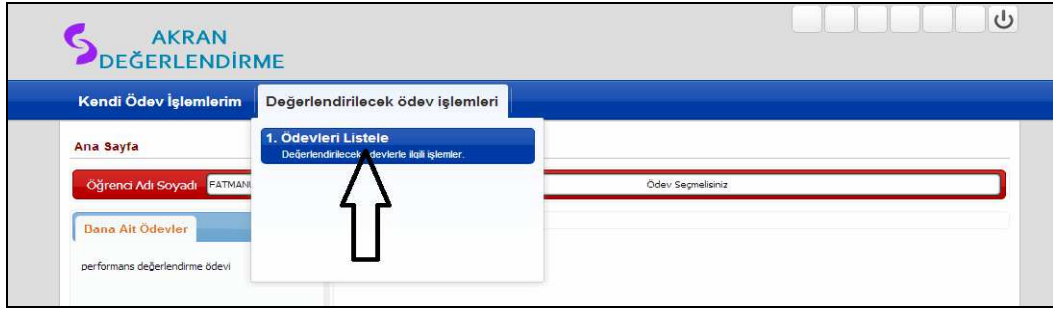 AKRAN
DEĞERLENDİRME
Kendi Ödev İşlemlerim
Değerlendirilecek ödev işlemleri
1. Ödevleri Listele
Değerlendirilecek ödevlerle ilgili işlemler.
Ana Sayfa
Öğrenci Adı Soyadı
Ödev Seçmelisiniz
Bana Ait Ödevler
performans değerlendirme ödevi